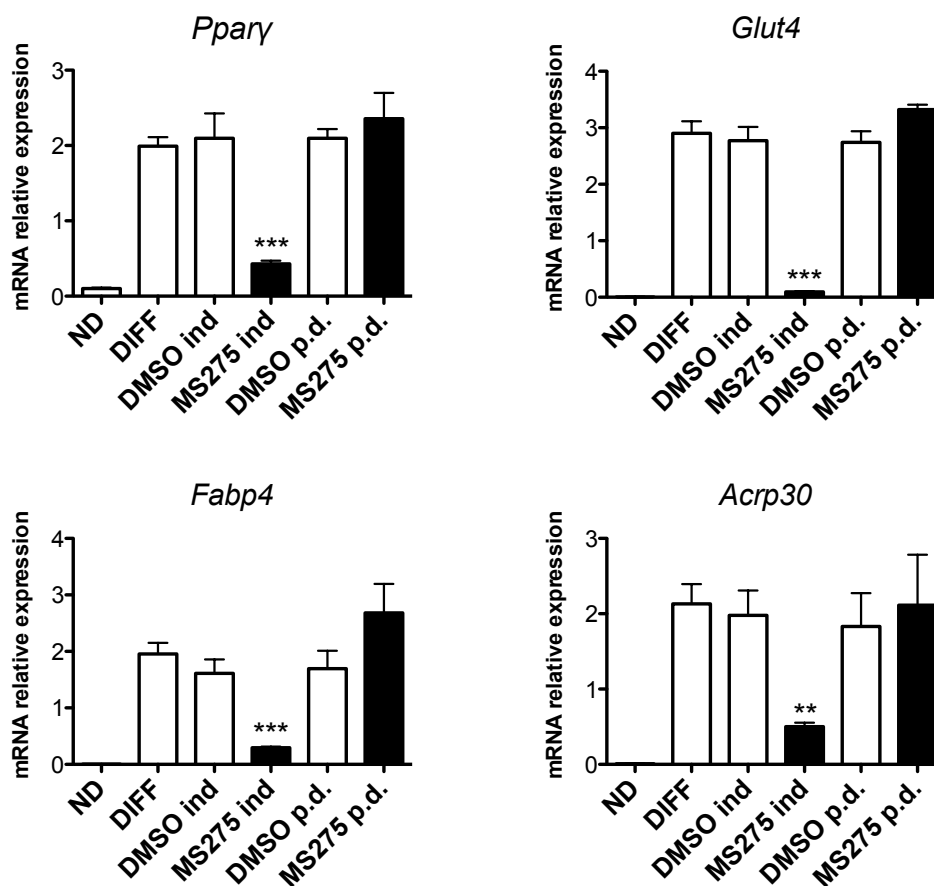 Pparγ
mRNA relative expression
3
2
1
0
***
ND
DIFF
DMSO ind
MS275 ind
DMSO p.d.
MS275 p.d.
Glut4
mRNA relative expression
4
3
2
1
0
***
ND
DIFF
DMSO ind
MS275 ind
DMSO p.d.
MS275 p.d.
Fabp4
mRNA relative expression
4
3
2
1
0
***
ND
DIFF
DMSO ind
MS275 ind
DMSO p.d.
MS275 p.d.
Acrp30
mRNA relative expression
3
2
1
0
**
ND
DIFF
DMSO ind
MS275 ind
DMSO p.d.
MS275 p.d.